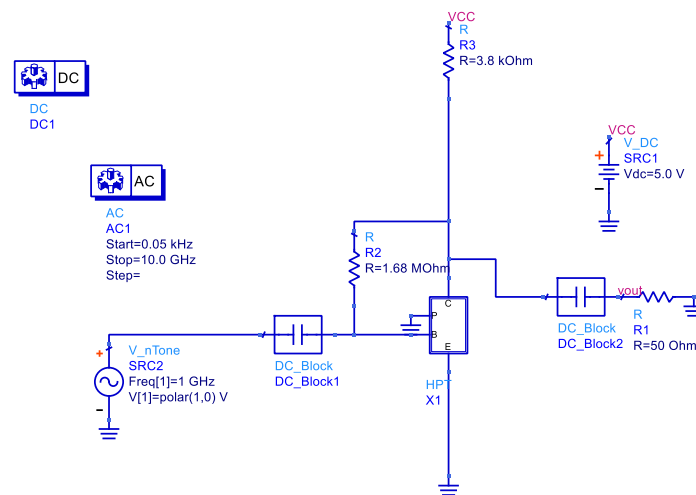 VCC
R
R3
R=3.8 kOhm
DC
DC
DC1
VCC
V_DC
SRC1
Vdc=5.0 V
+
−
AC
AC
AC1
Start=0.05 kHz
Stop=10.0 GHz
Step=
R
R2
R=1.68 MOhm
C
P
B
E
HPT
X1
vout
R
R1
R=50 Ohm
DC_Block
DC_Block2
DC_Block
DC_Block1
+
−
V_nTone
SRC2
Freq[1]=1 GHz
V[1]=polar(1,0) V